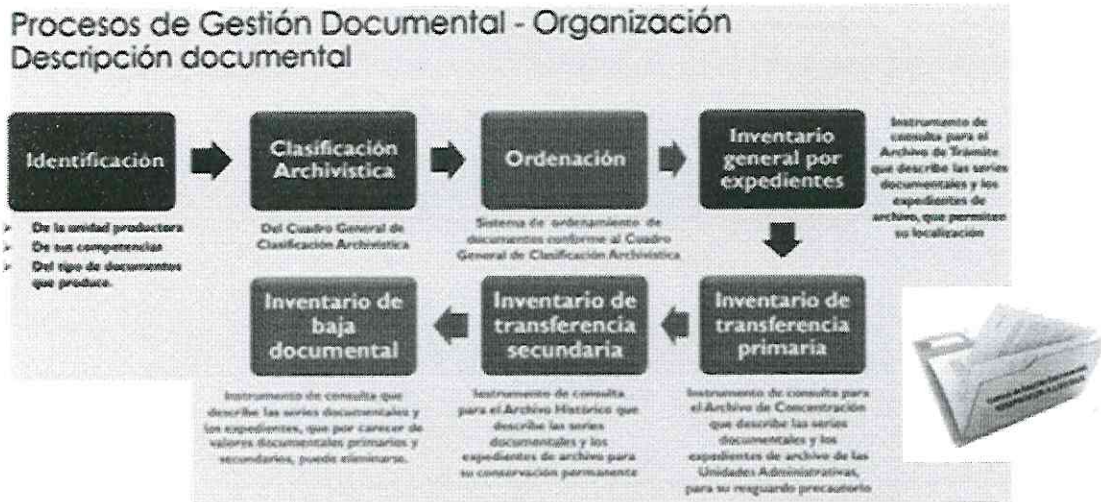 Procesos de Gestión Documental - Organización
Descripción documental
Identificación
Clasificación
Archivística
Ordenación
Inventario
general por
expedientes
Instrumento de
consulta para el
Archivo de Trámite
que describe las series
documentales y los
expedientes de
archivo, que permiten
su localización
➢ De la unidad productora
➢ De sus competencias
➢ Del tipo de documentos
que produce.
Del Cuadro General de
Clasificación Archivística
Sistema de ordenamiento de
documentos conforme al Cuadro
General de Clasificación Archivística
Inventario de
baja
documental
Inventario de
transferencia
secundaria
Inventario de
transferencia
primaria
Instrumento de consulta que
describe las series documentales y
los expedientes, que por carecer de
valores documentales primarios y
secundarios, puede eliminarse.
Instrumento de consulta
para el Archivo Histórico que
describe las series
documentales y los
expedientes de archivo para
su conservación permanente
Instrumento de consulta para
el Archivo de Concentración
que describe las series
documentales y los
expedientes de archivo de las
Unidades Administrativas,
para su resguardo precautorio